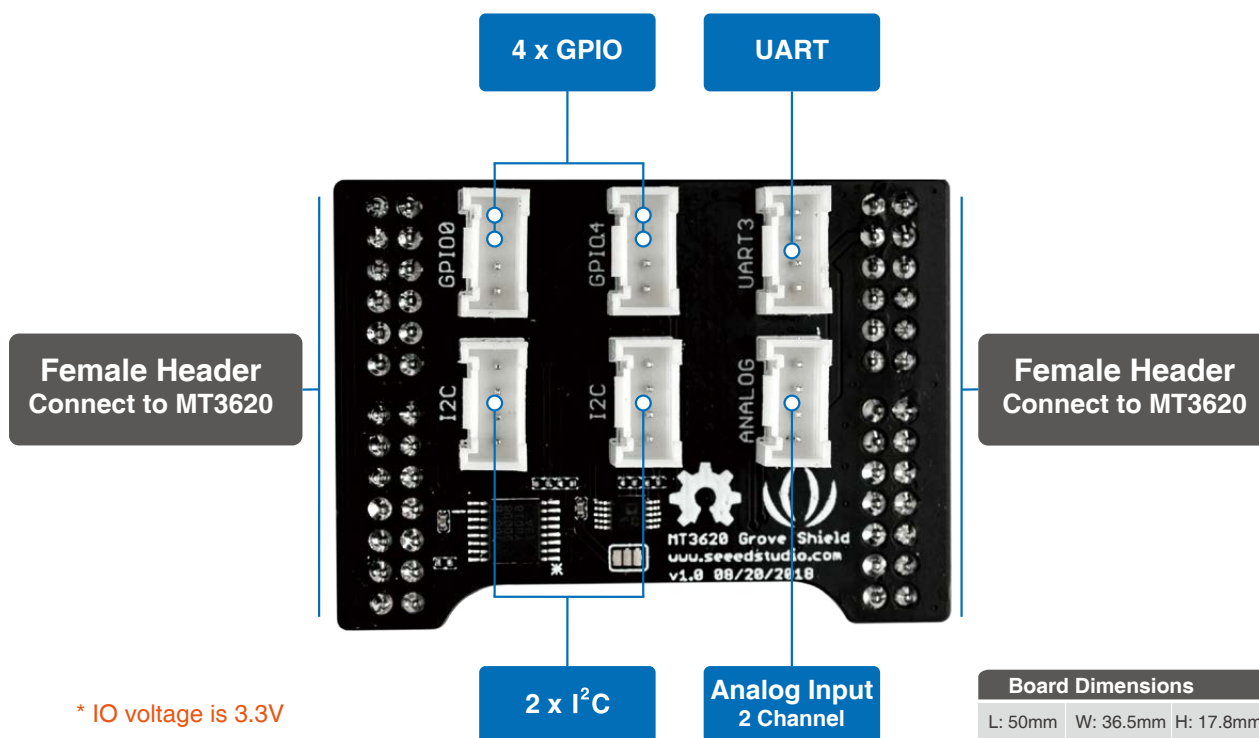 4 x GPIO
UART
GPIO0
GPIO4
UART3
Female Header
Connect to MT3620
Female Header
Connect to MT3620
I2C
I2C
ANALOG
MT3620 Grove Shield
www.seeedstudio.com
v1.0 08/20/2018
* IO voltage is 3.3V
2 x I²C
Analog Input
2 Channel
Board Dimensions
L: 50mm W: 36.5mm H: 17.8mm